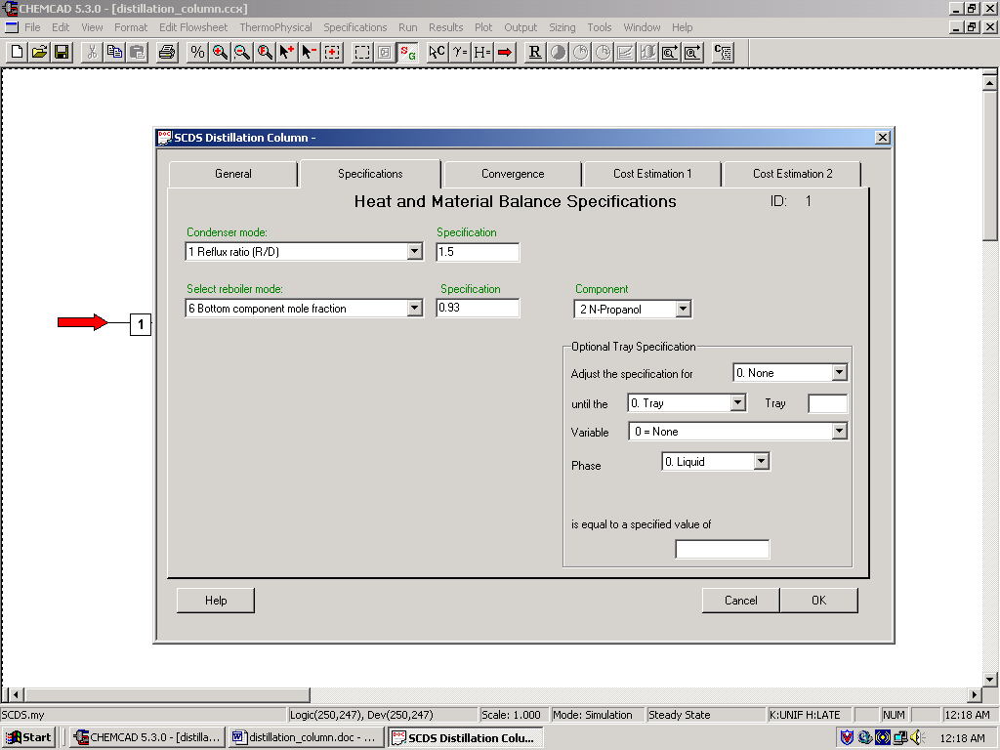 CHEMCAD 5.3.0 - [distillation_column.ccx]
File Edit View Format Edit Flowsheet ThermoPhysical Specifications Run Results Plot Output Sizing Tools Window Help
% S G C γ= H= R C
SCDS Distillation Column -
General Specifications Convergence Cost Estimation 1 Cost Estimation 2
Heat and Material Balance Specifications ID: 1
Condenser mode: Specification
1 Reflux ratio (R/D) 1.5
Select reboiler mode: Specification Component
6 Bottom component mole fraction 0.93 2 N-Propanol
1
Optional Tray Specification
Adjust the specification for 0. None
until the 0. Tray Tray
Variable 0 = None
Phase 0. Liquid
is equal to a specified value of
Help Cancel OK
SCDS.my Logic(250,247), Dev(250,247) Scale: 1.000 Mode: Simulation Steady State K:UNIF H:LATE NUM 12:18 AM
Start CHEMCAD 5.3.0 - [distilla... distillation_column.doc - ... SCDS Distillation Colu... 12:18 AM